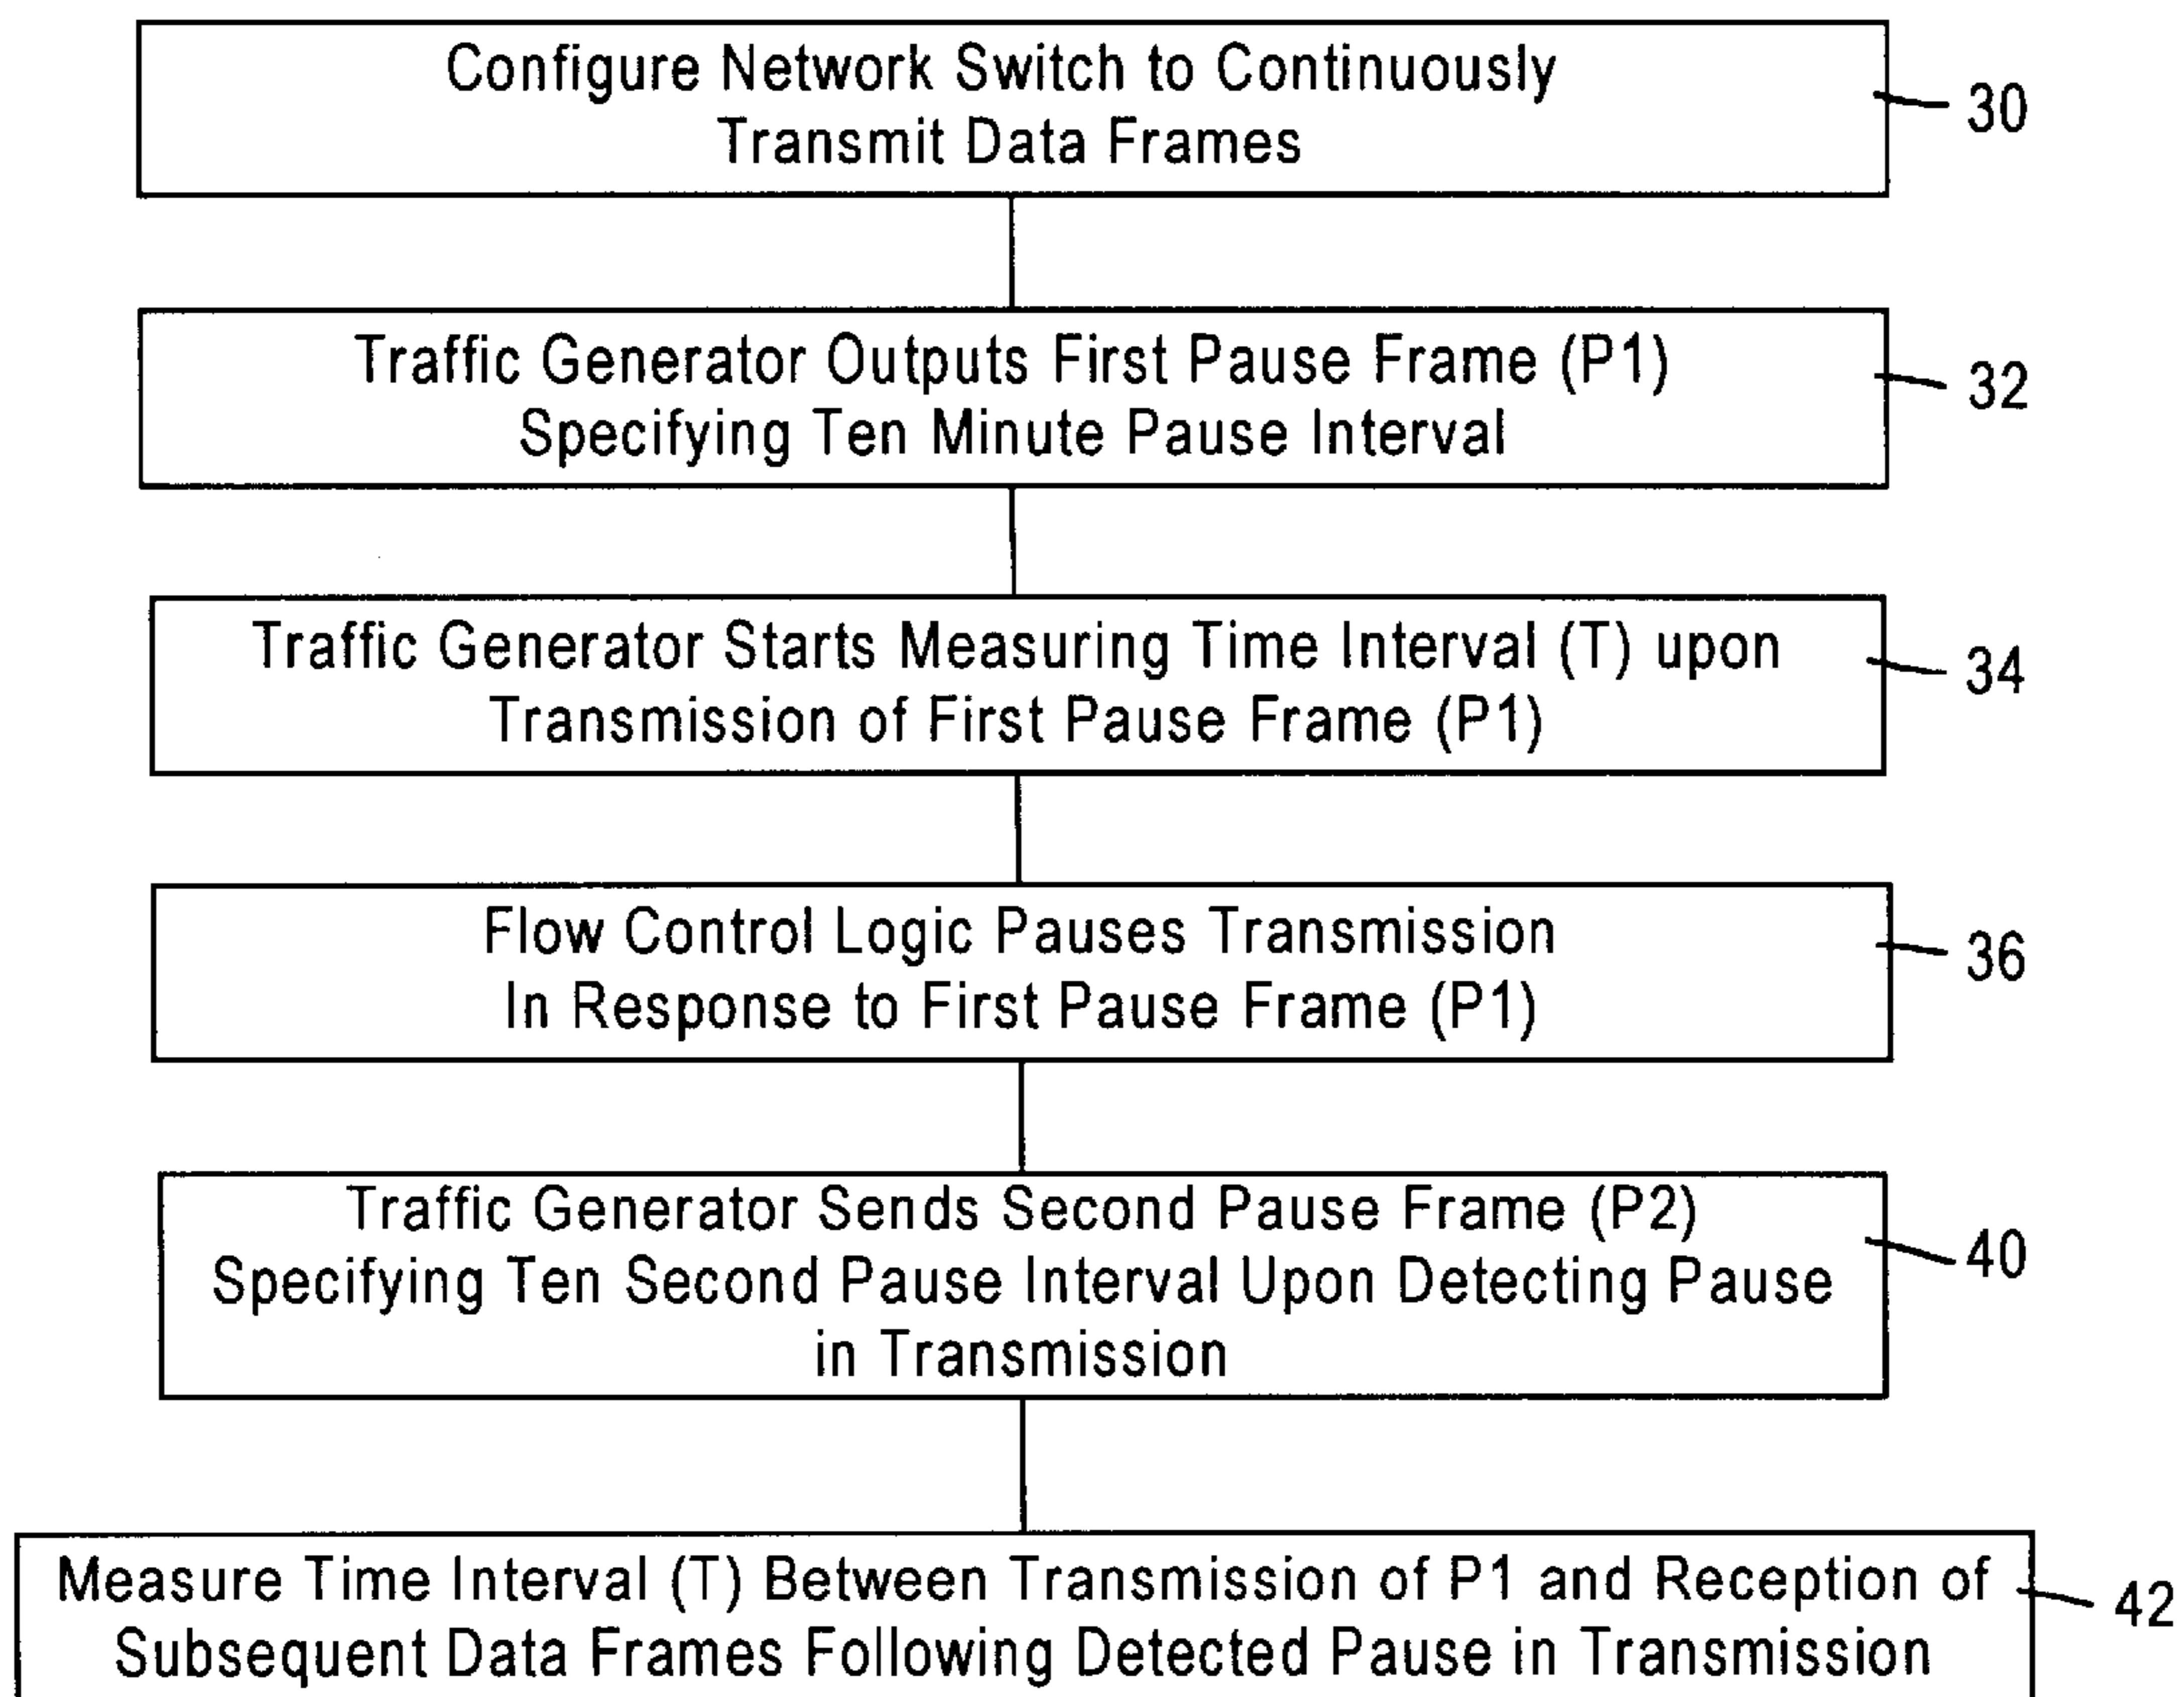 Configure Network Switch to Continuously
Transmit Data Frames
30
Traffic Generator Outputs First Pause Frame (P1)
Specifying Ten Minute Pause Interval
32
Traffic Generator Starts Measuring Time Interval (T) upon
Transmission of First Pause Frame (P1)
34
Flow Control Logic Pauses Transmission
In Response to First Pause Frame (P1)
36
Traffic Generator Sends Second Pause Frame (P2)
Specifying Ten Second Pause Interval Upon Detecting Pause
in Transmission
40
Measure Time Interval (T) Between Transmission of P1 and Reception of
Subsequent Data Frames Following Detected Pause in Transmission
42